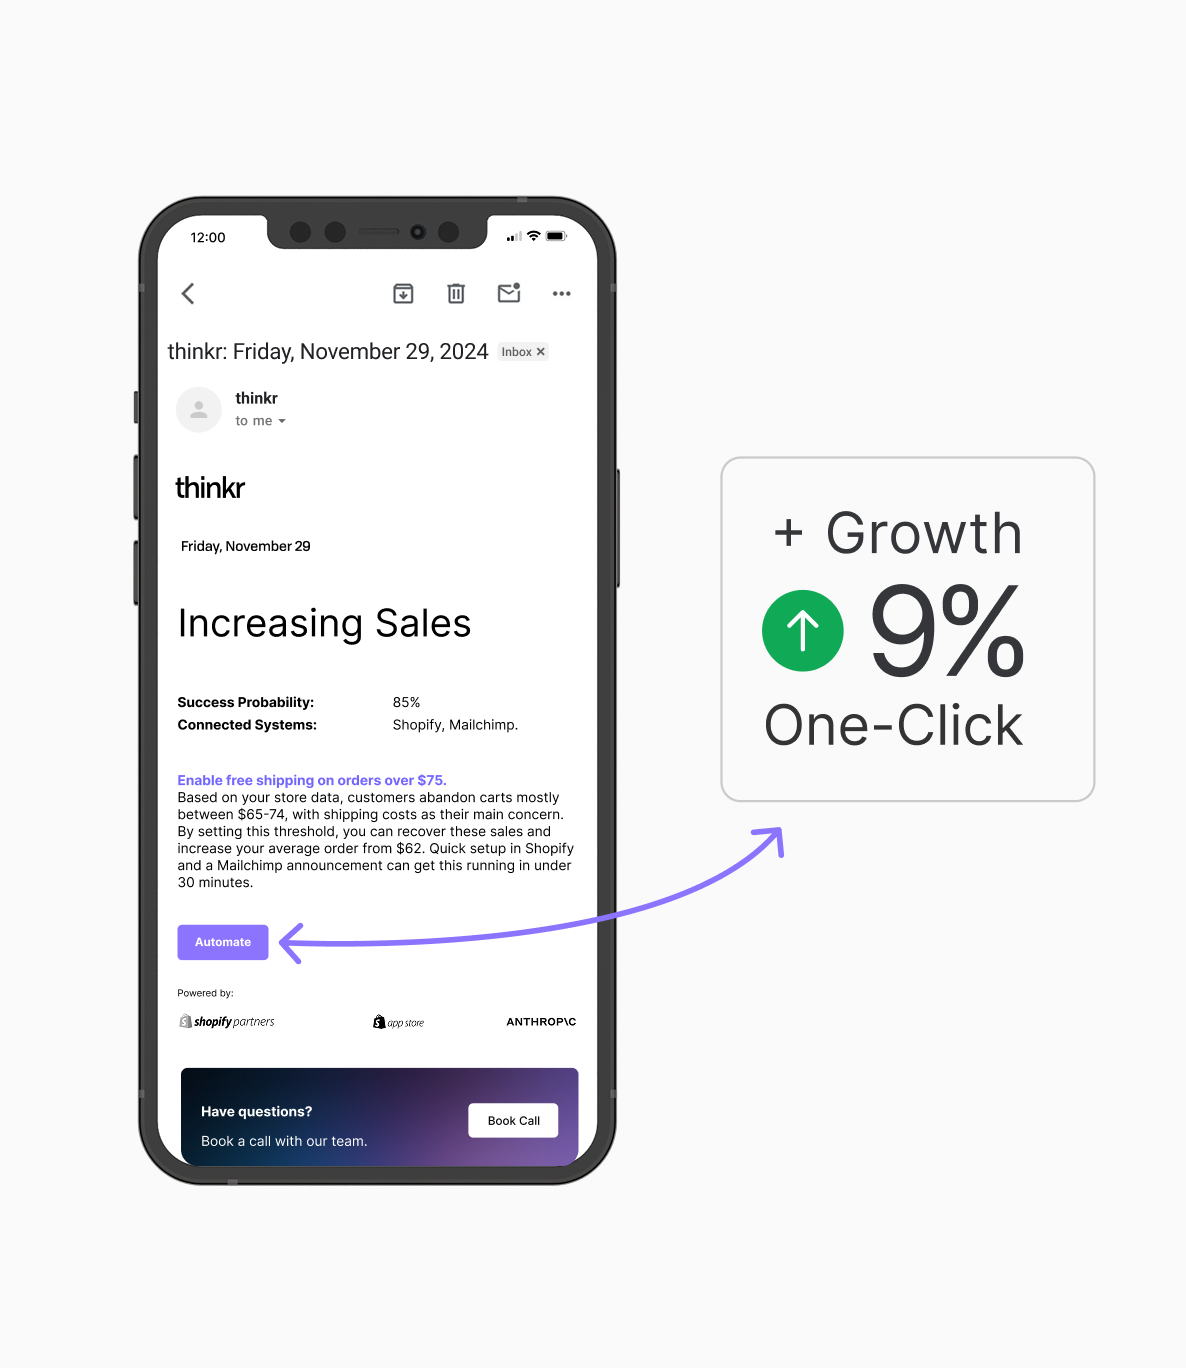 12:00
thinkr: Friday, November 29, 2024 Inbox ✕
thinkr
to me
thinkr
Friday, November 29
Increasing Sales
Success Probability: 85%
Connected Systems: Shopify, Mailchimp.
Enable free shipping on orders over $75.
Based on your store data, customers abandon carts mostly
between $65-74, with shipping costs as their main concern.
By setting this threshold, you can recover these sales and
increase your average order from $62. Quick setup in Shopify
and a Mailchimp announcement can get this running in under
30 minutes.
Automate
Powered by:
shopify partners app store ANTHROP\C
Have questions?
Book a call with our team.
Book Call
+ Growth
9%
One-Click